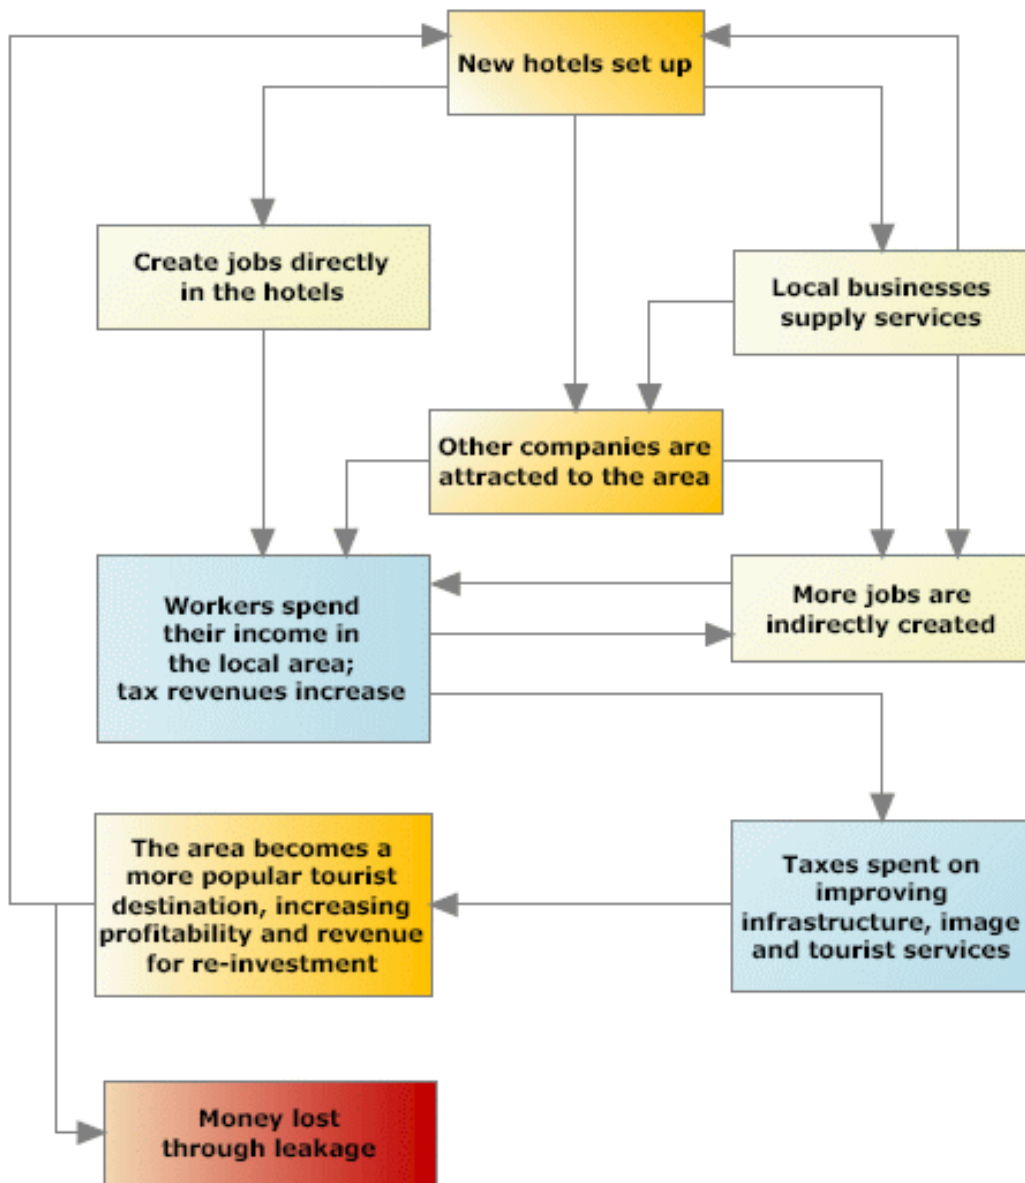 New hotels set up
Create jobs directly
in the hotels
Local businesses
supply services
Other companies are
attracted to the area
Workers spend
their income in
the local area;
tax revenues increase
More jobs are
indirectly created
The area becomes a
more popular tourist
destination, increasing
profitability and revenue
for re-investment
Taxes spent on
improving
infrastructure, image
and tourist services
Money lost
through leakage